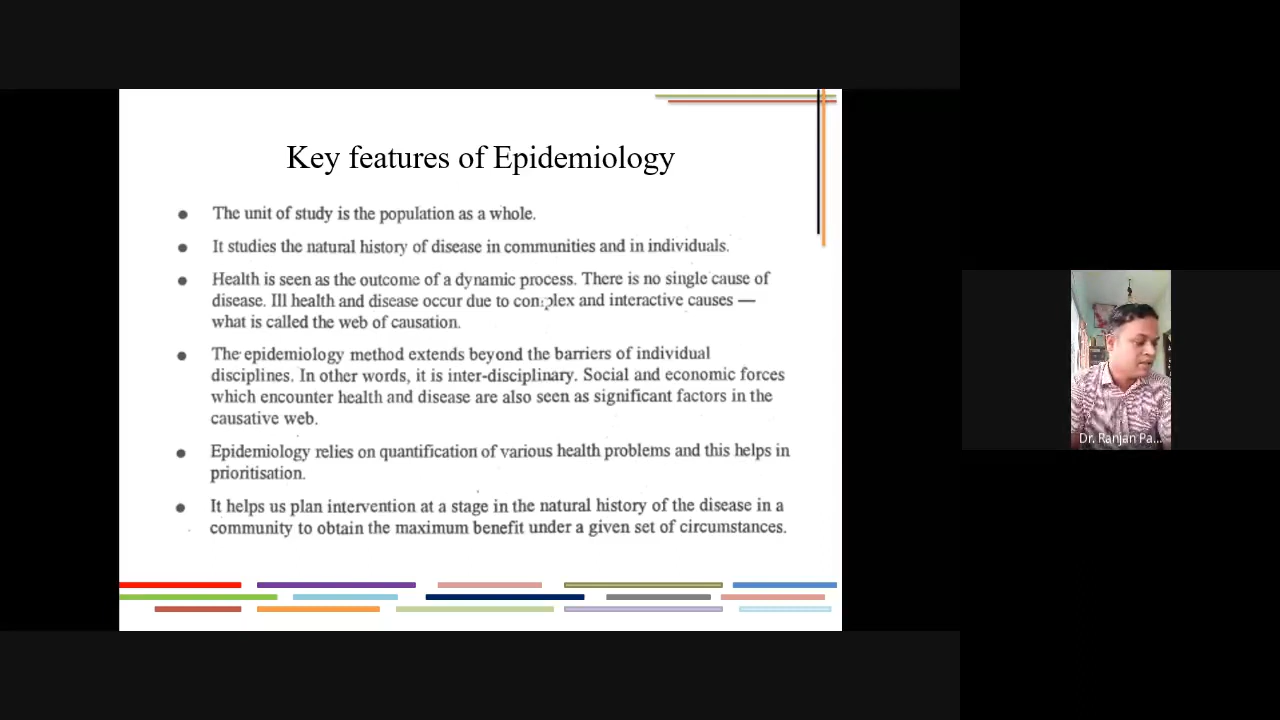 Key features of Epidemiology
The unit of study is the population as a whole.
It studies the natural history of disease in communities and in individuals.
Health is seen as the outcome of a dynamic process. There is no single cause of
disease. Ill health and disease occur due to complex and interactive causes —
what is called the web of causation.
The epidemiology method extends beyond the barriers of individual
disciplines. In other words, it is inter-disciplinary. Social and economic forces
which encounter health and disease are also seen as significant factors in the
causative web.
Epidemiology relies on quantification of various health problems and this helps in
prioritisation.
It helps us plan intervention at a stage in the natural history of the disease in a
community to obtain the maximum benefit under a given set of circumstances.
Dr. Ranjan Pa...